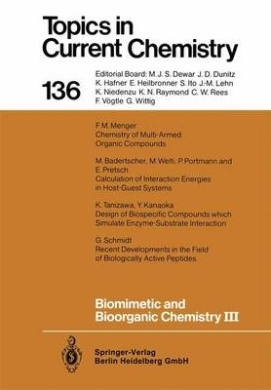 Topics in
Current Chemistry
136
Editorial Board: M. J. S. Dewar J. D. Dunitz
K. Hafner E. Heilbronner S. Ito J.-M. Lehn
K. Niedenzu K. N. Raymond C. W. Rees
F. Vögtle G. Wittig
F. M. Menger
Chemistry of Multi-Armed
Organic Compounds
M. Badertscher, M. Welti, P. Portmann and
E. Pretsch
Calculation of Interaction Energies
in Host-Guest Systems
K. Tanizawa, Y. Kanaoka
Design of Biospecific Compounds which
Simulate Enzyme-Substrate Interaction
G. Schmidt
Recent Developments in the Field
of Biologically Active Peptides
Biomimetic and
Bioorganic Chemistry III
Springer-Verlag
Berlin Heidelberg GmbH